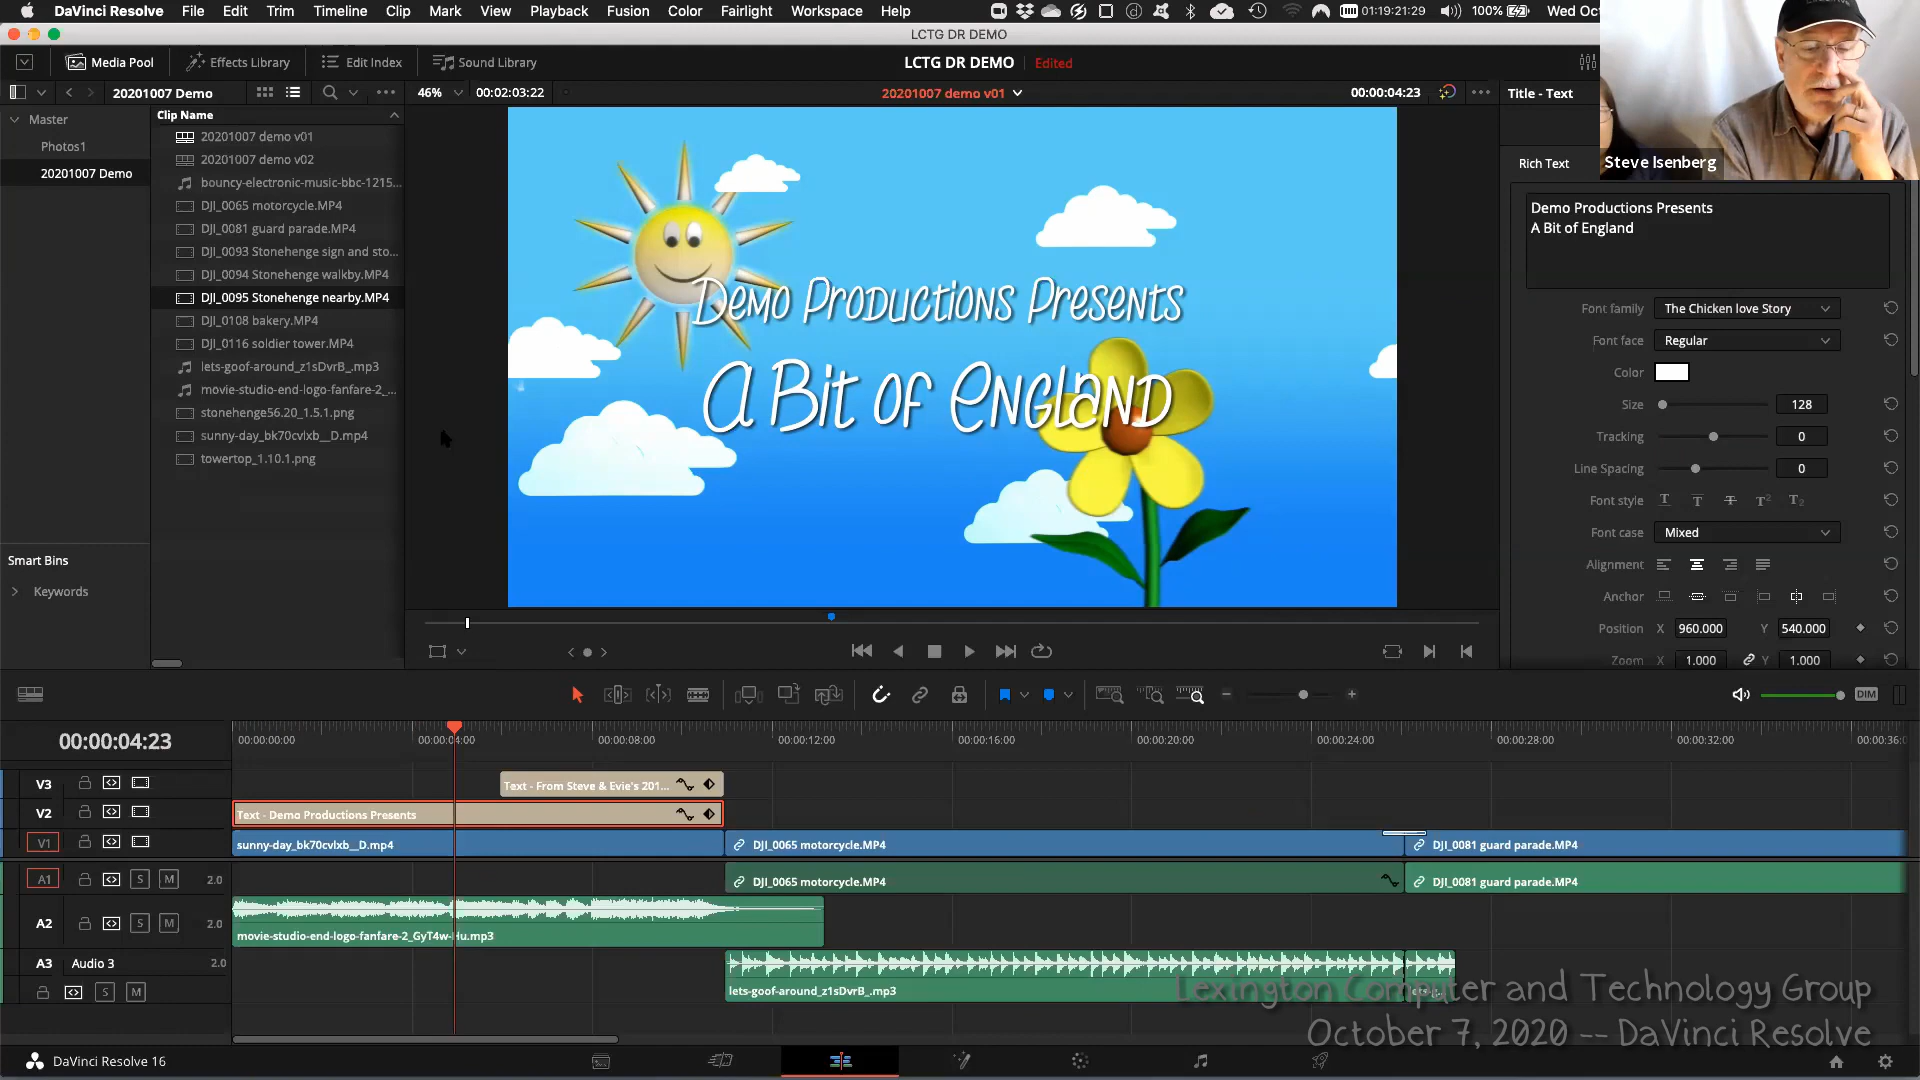 DaVinci Resolve File Edit Trim Timeline Clip Mark View Playback Fusion Color Fairlight Workspace Help 01:19:21:29 100% Wed Oct
LCTG DR DEMO
Media Pool Effects Library Edit Index Sound Library LCTG DR DEMO Edited
20201007 Demo 46% 00:02:03:22 20201007 demo v01 00:00:04:23 Title - Text
Master
Photos1
20201007 Demo
Clip Name
20201007 demo v01
20201007 demo v02
bouncy-electronic-music-bbc-1215...
DJI_0065 motorcycle.MP4
DJI_0081 guard parade.MP4
DJI_0093 Stonehenge sign and sto...
DJI_0094 Stonehenge walkby.MP4
DJI_0095 Stonehenge nearby.MP4
DJI_0108 bakery.MP4
DJI_0116 soldier tower.MP4
lets-goof-around_z1sDvrB_.mp3
movie-studio-end-logo-fanfare-2_...
stonehenge56.20_1.5.1.png
sunny-day_bk70cvlxb__D.mp4
towertop_1.10.1.png
Smart Bins
Keywords
Demo Productions Presents
A Bit of England
Steve Isenberg
Rich Text
Demo Productions Presents
A Bit of England
Font family The Chicken love Story
Font face Regular
Color
Size 128
Tracking 0
Line Spacing 0
Font style T T T T² T₂
Font case Mixed
Alignment
Anchor
Position X 960.000 Y 540.000
Zoom X 1.000 Y 1.000
DIM
00:00:04:23 00:00:00:00 00:00:04:00 00:00:08:00 00:00:12:00 00:00:16:00 00:00:20:00 00:00:24:00 00:00:28:00 00:00:32:00 00:00:36:0
V3 Text - From Steve & Evie's 201...
V2 Text - Demo Productions Presents
V1 sunny-day_bk70cvlxb__D.mp4 DJI_0065 motorcycle.MP4 DJI_0081 guard parade.MP4
A1 S M 2.0 DJI_0065 motorcycle.MP4 DJI_0081 guard parade.MP4
A2 S M 2.0
movie-studio-end-logo-fanfare-2_GyT4w-Hu.mp3
A3 Audio 3 2.0
S M lets-goof-around_z1sDvrB_.mp3
Lexington Computer and Technology Group
October 7, 2020 -- DaVinci Resolve
DaVinci Resolve 16